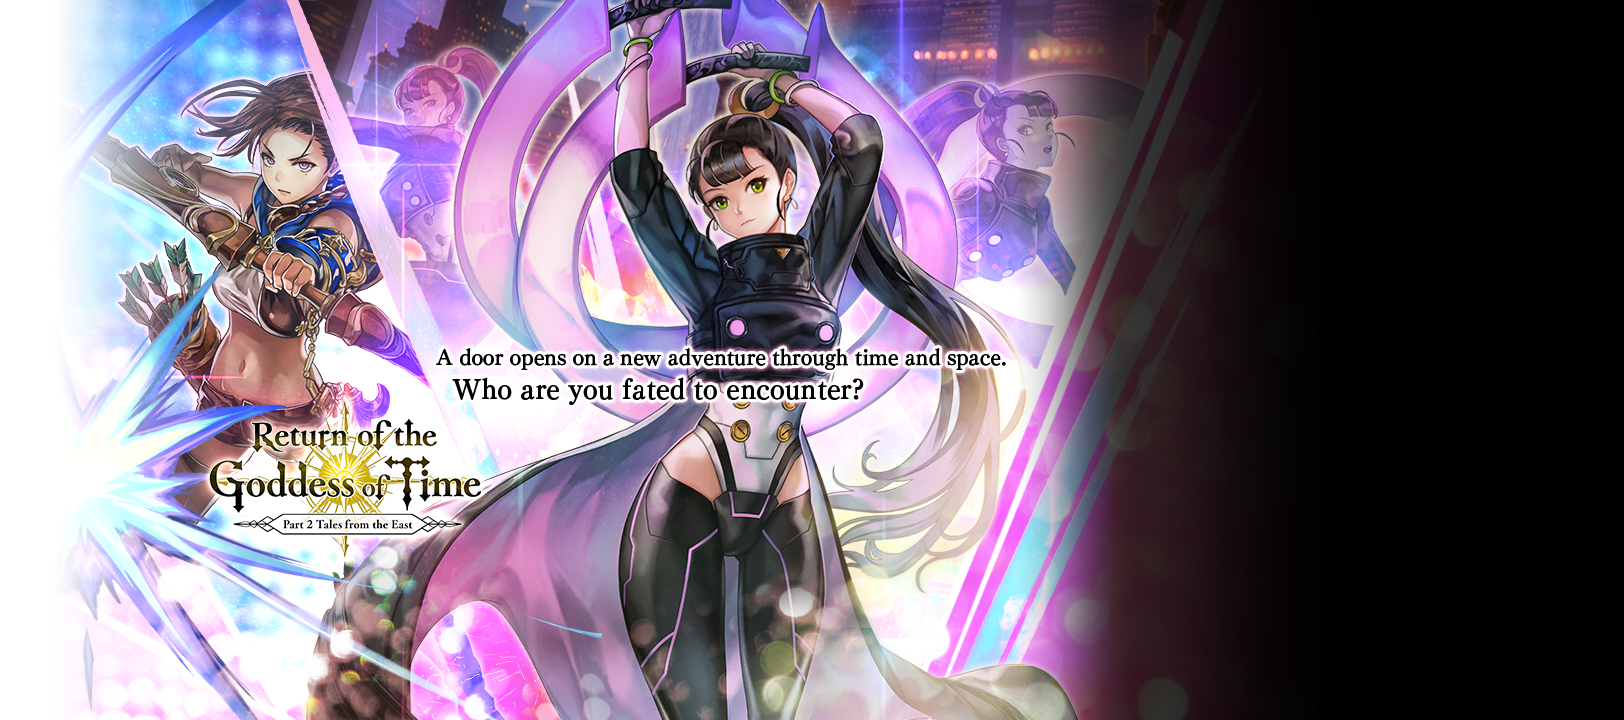 A door opens on a new adventure through time and space.
Who are you fated to encounter?
Return of the
Goddess of Time
Part 2 Tales from the East